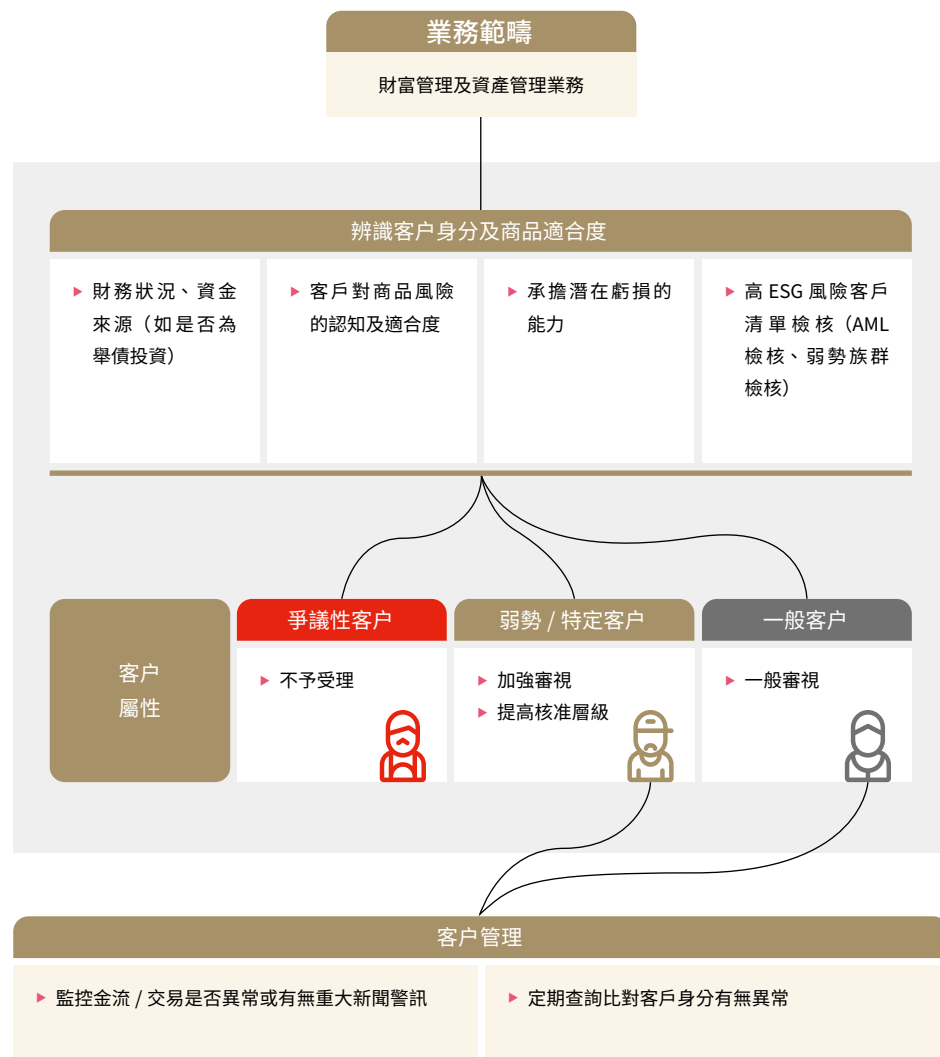 業務範疇
財富管理及資產管理業務
辨識客户身分及商品適合度
財務狀況、資金
來源（如是否為
舉債投資）
客戶對商品風險
的認知及適合度
承擔潛在虧損的
能力
高 ESG 風險客戶
清單檢核（AML
檢核、弱勢族群
檢核）
客户
屬性
爭議性客户
不予受理
弱勢 / 特定客户
加強審視
提高核准層級
一般客户
一般審視
客户管理
監控金流 / 交易是否異常或有無重大新聞警訊
定期查詢比對客戶身分有無異常